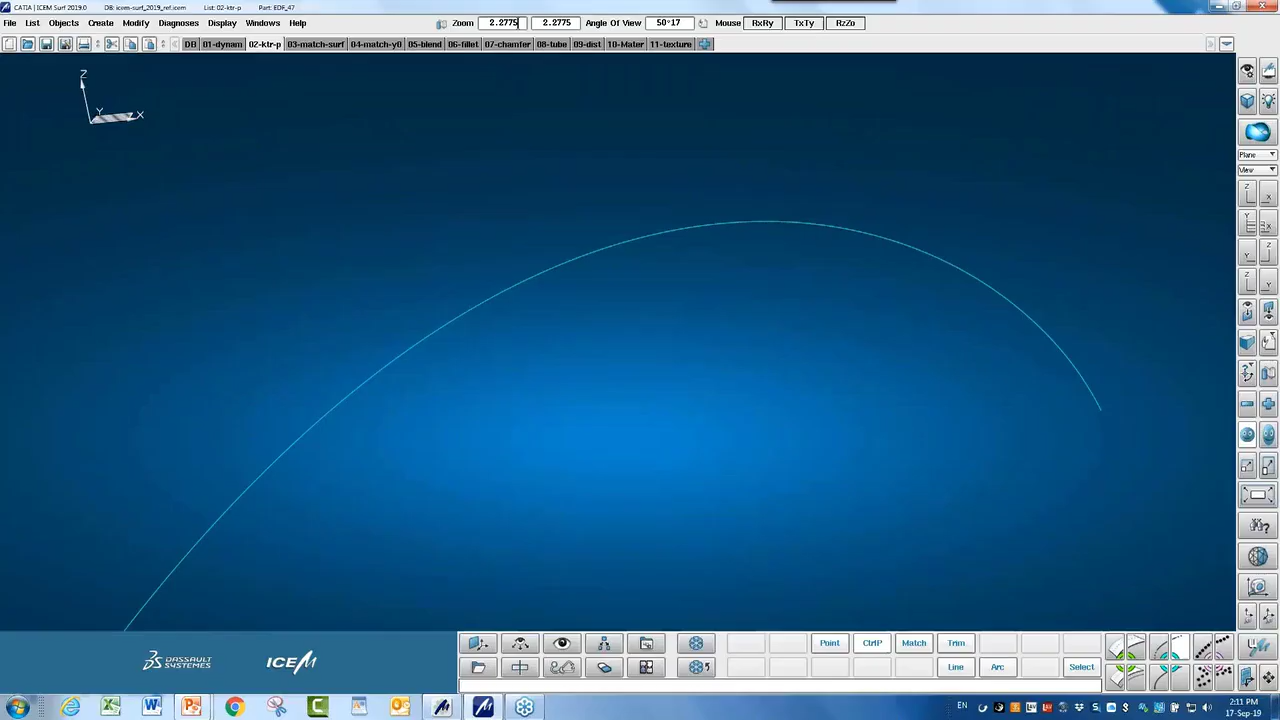 CATIA | ICEM Surf 2019.0 DB: icem-surf_2019_ref.icem List: 02-ktr-p Part: EDF_47
File List Objects Create Modify Diagnoses Display Windows Help Zoom 2.2775 2.2775 Angle Of View 50°17 Mouse RxRy TxTy RzZo
DB 01-dynam 02-ktr-p 03-match-surf 04-match-y0 05-blend 06-fillet 07-chamfer 08-tube 09-dist 10-Mater 11-texture
Z
Y X
Plane
View
Point CtrlP Match Trim
DASSAULT SYSTEMES ICEM
Line Arc Select
EN 2:11 PM
17-Sep-19